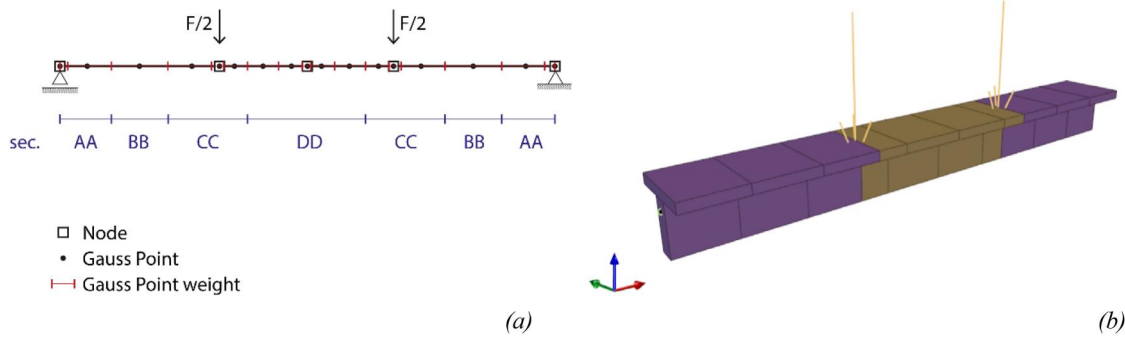 F/2 F/2
sec. AA BB CC DD CC BB AA
Node
Gauss Point
Gauss Point weight
(a) (b)